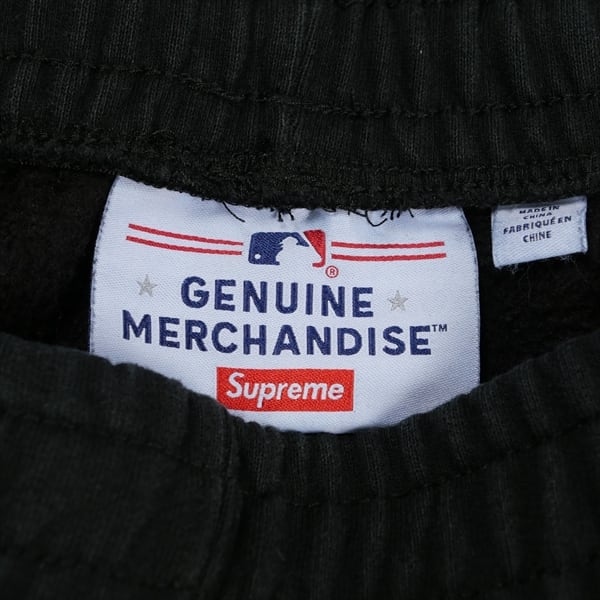 ®
GENUINE
MERCHANDISE™
Supreme
MADE IN
CHINA
FABRIQUÉ EN
CHINE